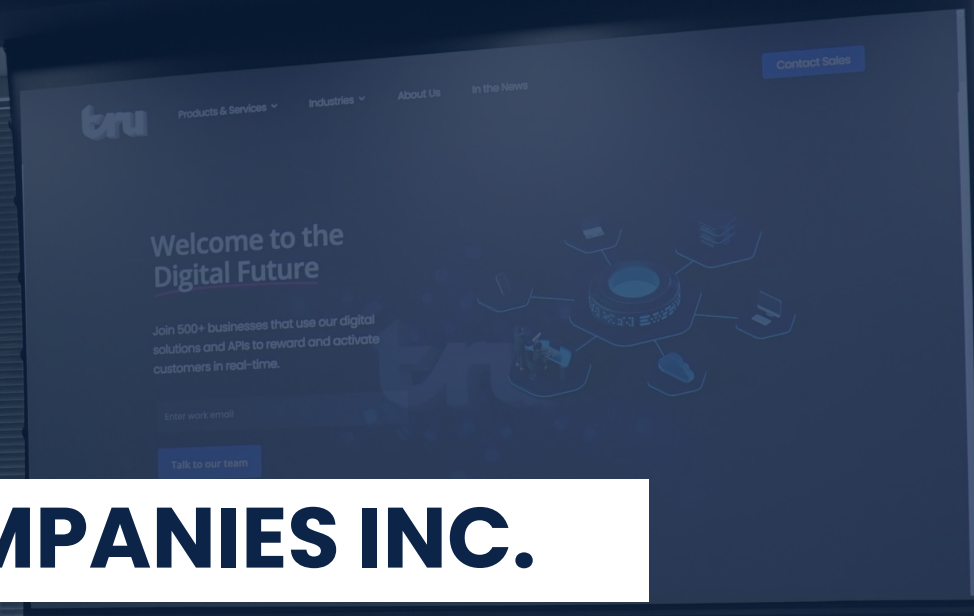 tru
Products & Services
Industries
About Us
In the News
Contact Sales
Welcome to the
Digital Future
Join 500+ businesses that use our digital
solutions and APIs to reward and activate
customers in real-time.
tru
Enter work email
Talk to our team
MPANIES INC.